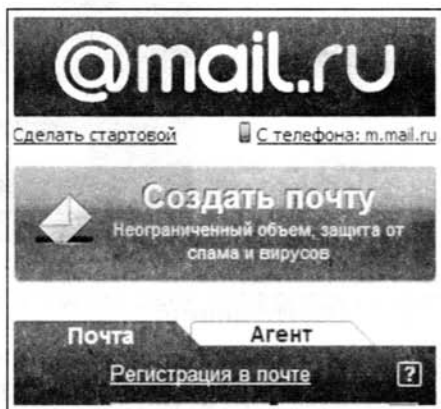 @mail.ru
Сделать стартовой
С телефона: m.mail.ru
Создать почту
Неограниченный объем, защита от
спама и вирусов
Почта
Агент
Регистрация в почте
?